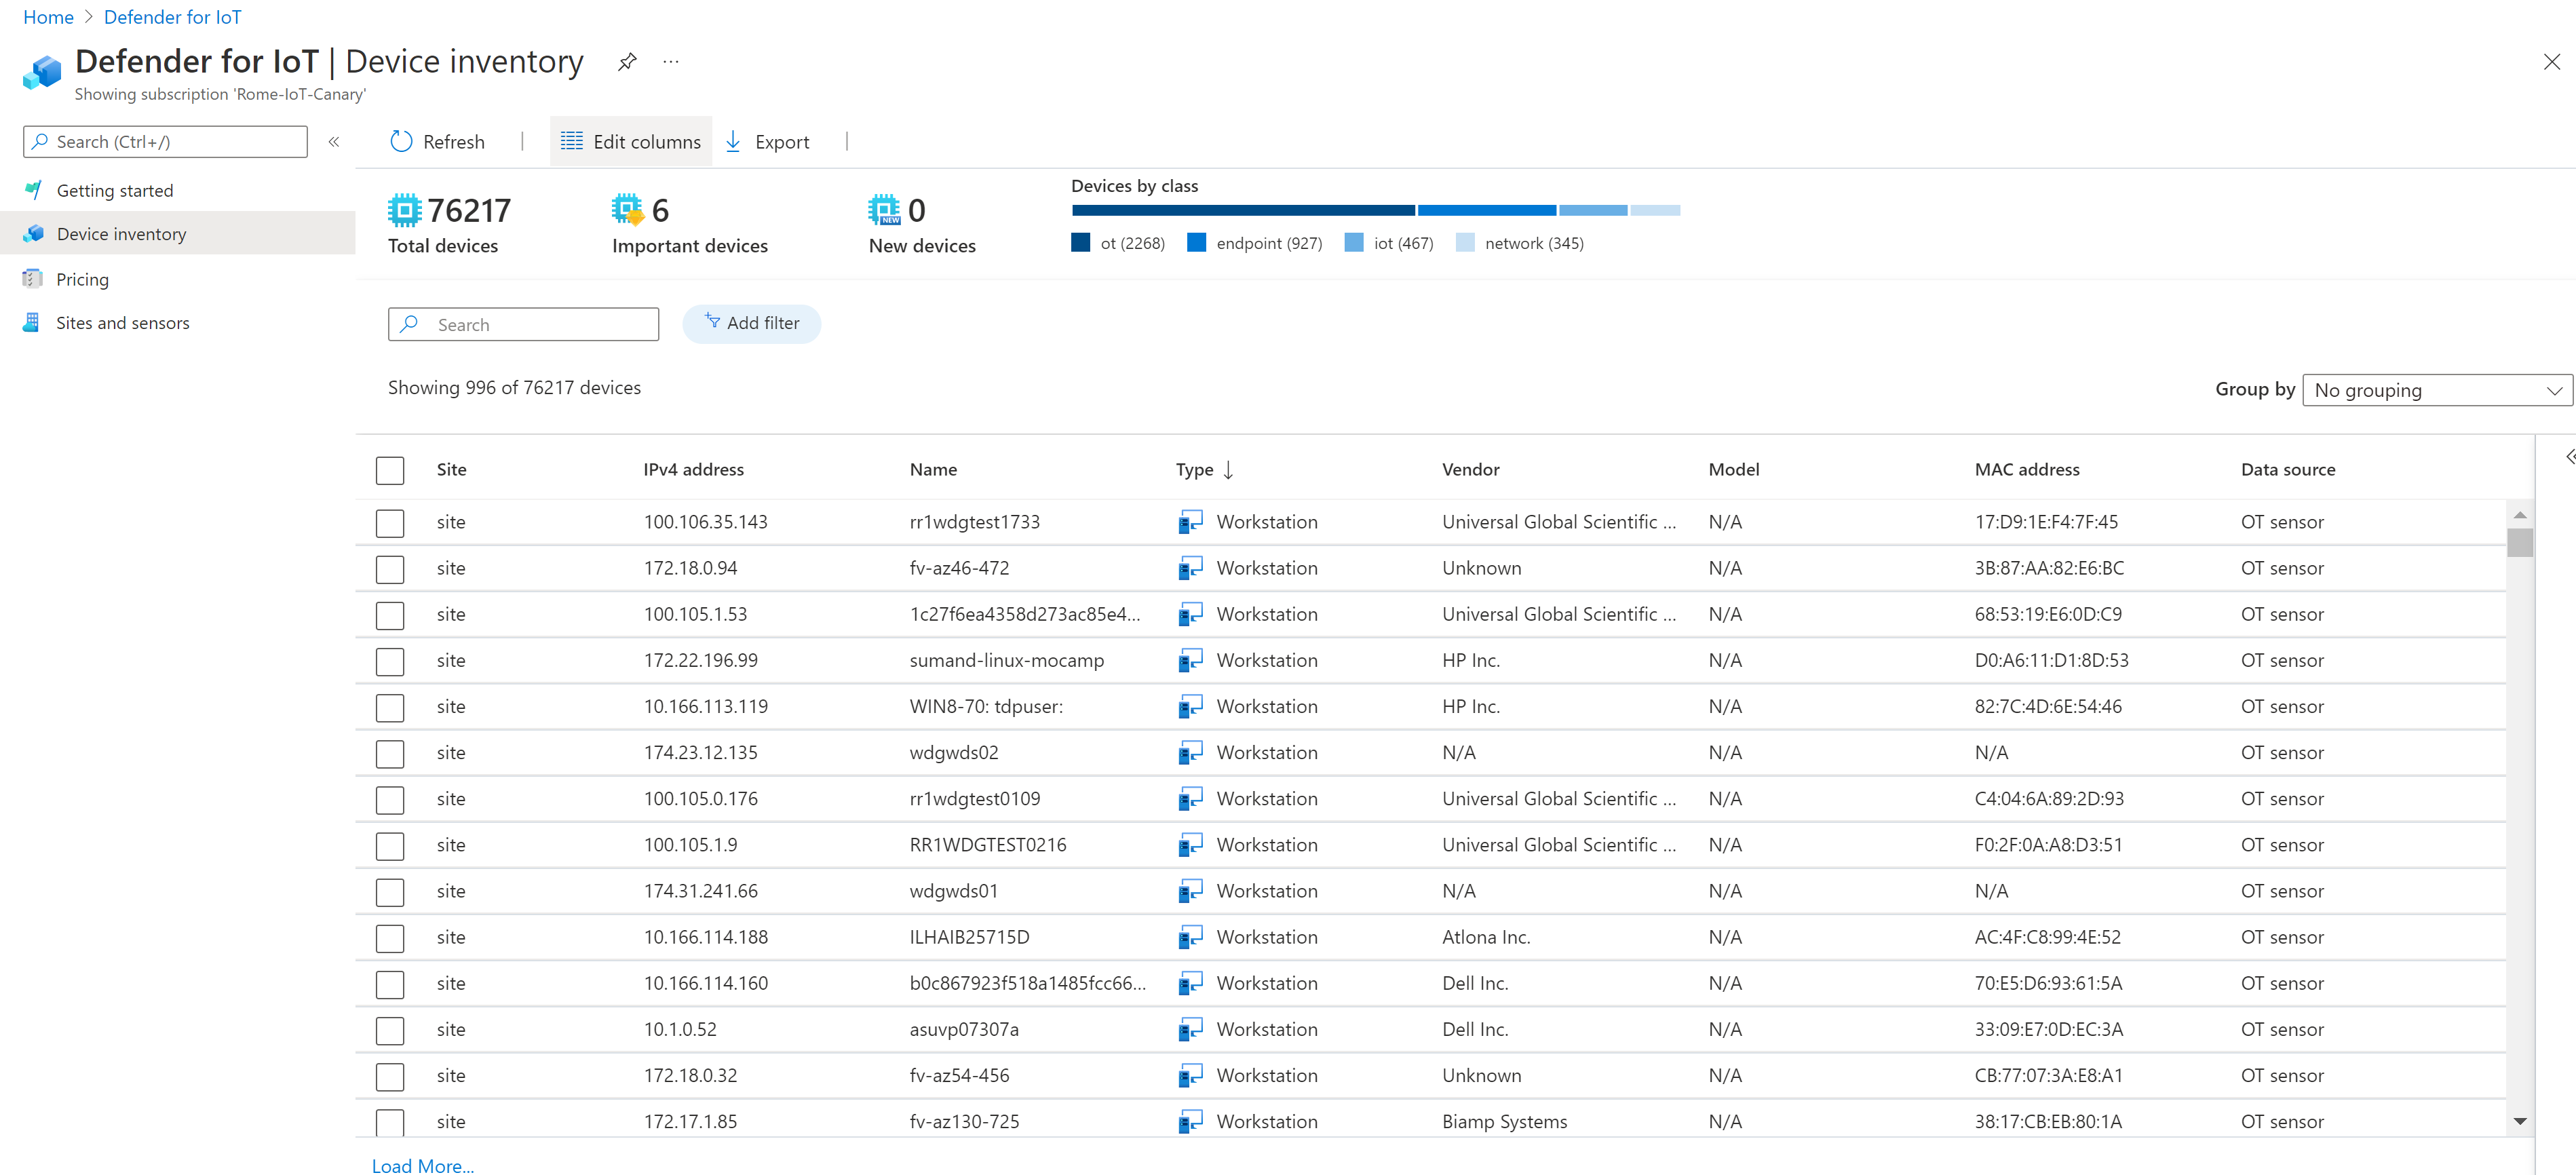 Home > Defender for IoT
Defender for IoT | Device inventory ...
Showing subscription 'Rome-IoT-Canary'
Search (Ctrl+/)
Getting started
Device inventory
Pricing
Sites and sensors
Refresh | Edit columns Export |
76217 Total devices
6 Important devices
NEW 0 New devices
Devices by class
ot (2268) endpoint (927) iot (467) network (345)
Search Add filter
Showing 996 of 76217 devices
Group by No grouping
Site IPv4 address Name Type ↓ Vendor Model MAC address Data source
site 100.106.35.143 rr1wdgtest1733 Workstation Universal Global Scientific ... N/A 17:D9:1E:F4:7F:45 OT sensor
site 172.18.0.94 fv-az46-472 Workstation Unknown N/A 3B:87:AA:82:E6:BC OT sensor
site 100.105.1.53 1c27f6ea4358d273ac85e4... Workstation Universal Global Scientific ... N/A 68:53:19:E6:0D:C9 OT sensor
site 172.22.196.99 sumand-linux-mocamp Workstation HP Inc. N/A D0:A6:11:D1:8D:53 OT sensor
site 10.166.113.119 WIN8-70: tdpuser: Workstation HP Inc. N/A 82:7C:4D:6E:54:46 OT sensor
site 174.23.12.135 wdgwds02 Workstation N/A N/A N/A OT sensor
site 100.105.0.176 rr1wdgtest0109 Workstation Universal Global Scientific ... N/A C4:04:6A:89:2D:93 OT sensor
site 100.105.1.9 RR1WDGTEST0216 Workstation Universal Global Scientific ... N/A F0:2F:0A:A8:D3:51 OT sensor
site 174.31.241.66 wdgwds01 Workstation N/A N/A N/A OT sensor
site 10.166.114.188 ILHAIB25715D Workstation Atlona Inc. N/A AC:4F:C8:99:4E:52 OT sensor
site 10.166.114.160 b0c867923f518a1485fcc66... Workstation Dell Inc. N/A 70:E5:D6:93:61:5A OT sensor
site 10.1.0.52 asuvp07307a Workstation Dell Inc. N/A 33:09:E7:0D:EC:3A OT sensor
site 172.18.0.32 fv-az54-456 Workstation Unknown N/A CB:77:07:3A:E8:A1 OT sensor
site 172.17.1.85 fv-az130-725 Workstation Biamp Systems N/A 38:17:CB:EB:80:1A OT sensor
Load More...